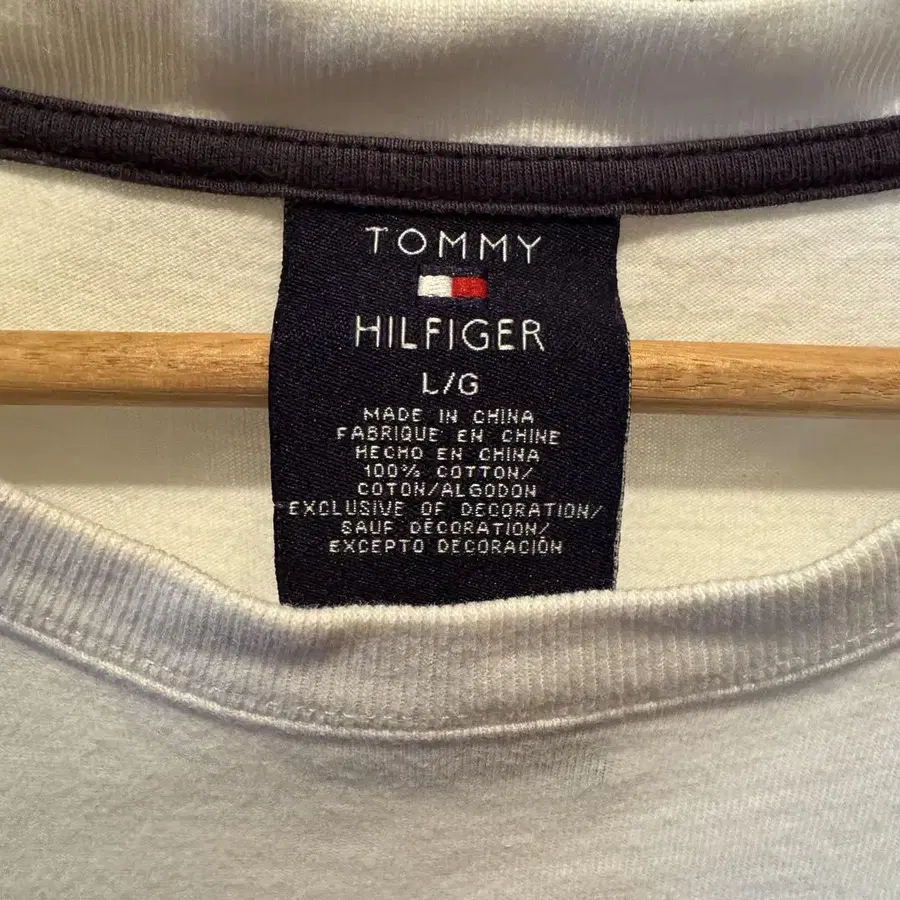 TOMMY
HILFIGER
L/G
MADE IN CHINA
FABRIQUE EN CHINE
HECHO EN CHINA
100% COTTON/
COTON/ALGODON
EXCLUSIVE OF DECORATION/
SAUF DÉCORATION/
EXCEPTO DECORACIÓN